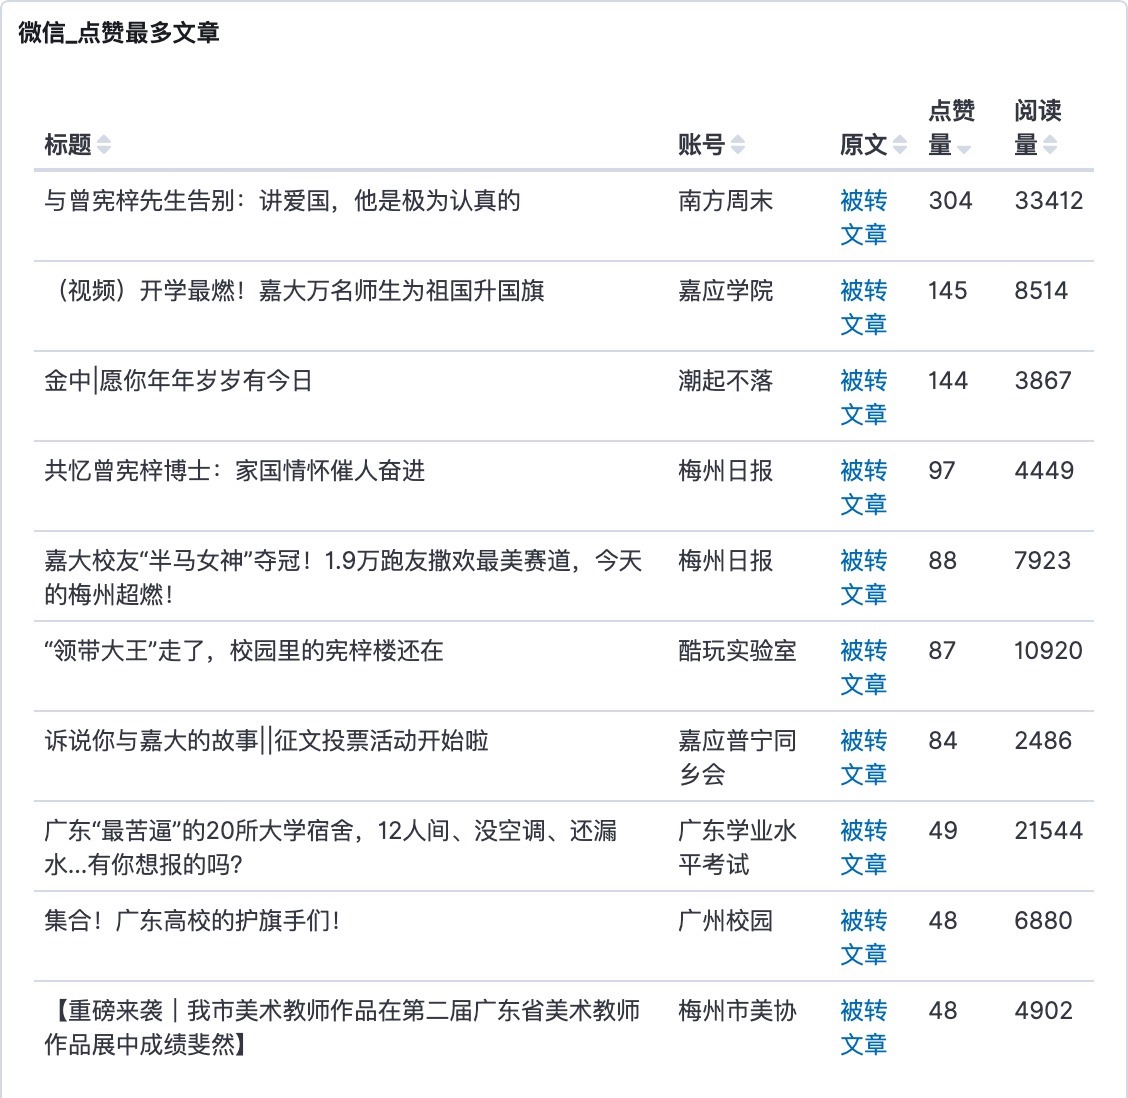 微信_点赞最多文章
标题 账号 原文 点赞量 阅读量
与曾宪梓先生告别：讲爱国，他是极为认真的 南方周末 被转文章 304 33412
（视频）开学最燃！嘉大万名师生为祖国升国旗 嘉应学院 被转文章 145 8514
金中|愿你年年岁岁有今日 潮起不落 被转文章 144 3867
共忆曾宪梓博士：家国情怀催人奋进 梅州日报 被转文章 97 4449
嘉大校友“半马女神”夺冠！1.9万跑友撒欢最美赛道，今天的梅州超燃！ 梅州日报 被转文章 88 7923
“领带大王”走了，校园里的宪梓楼还在 酷玩实验室 被转文章 87 10920
诉说你与嘉大的故事||征文投票活动开始啦 嘉应普宁同乡会 被转文章 84 2486
广东“最苦逼”的20所大学宿舍，12人间、没空调、还漏水...有你想报的吗? 广东学业水平考试 被转文章 49 21544
集合！广东高校的护旗手们！ 广州校园 被转文章 48 6880
【重磅来袭｜我市美术教师作品在第二届广东省美术教师作品展中成绩斐然】 梅州市美协 被转文章 48 4902